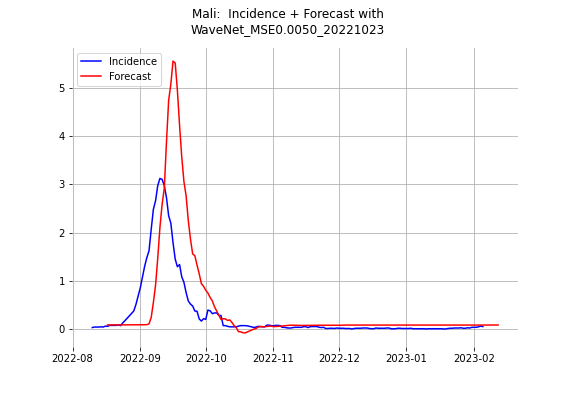 Mali:  Incidence + Forecast with
WaveNet_MSE0.0050_20221023
Incidence
Forecast
5
4
3
2
1
0
2022-08 2022-09 2022-10 2022-11 2022-12 2023-01 2023-02